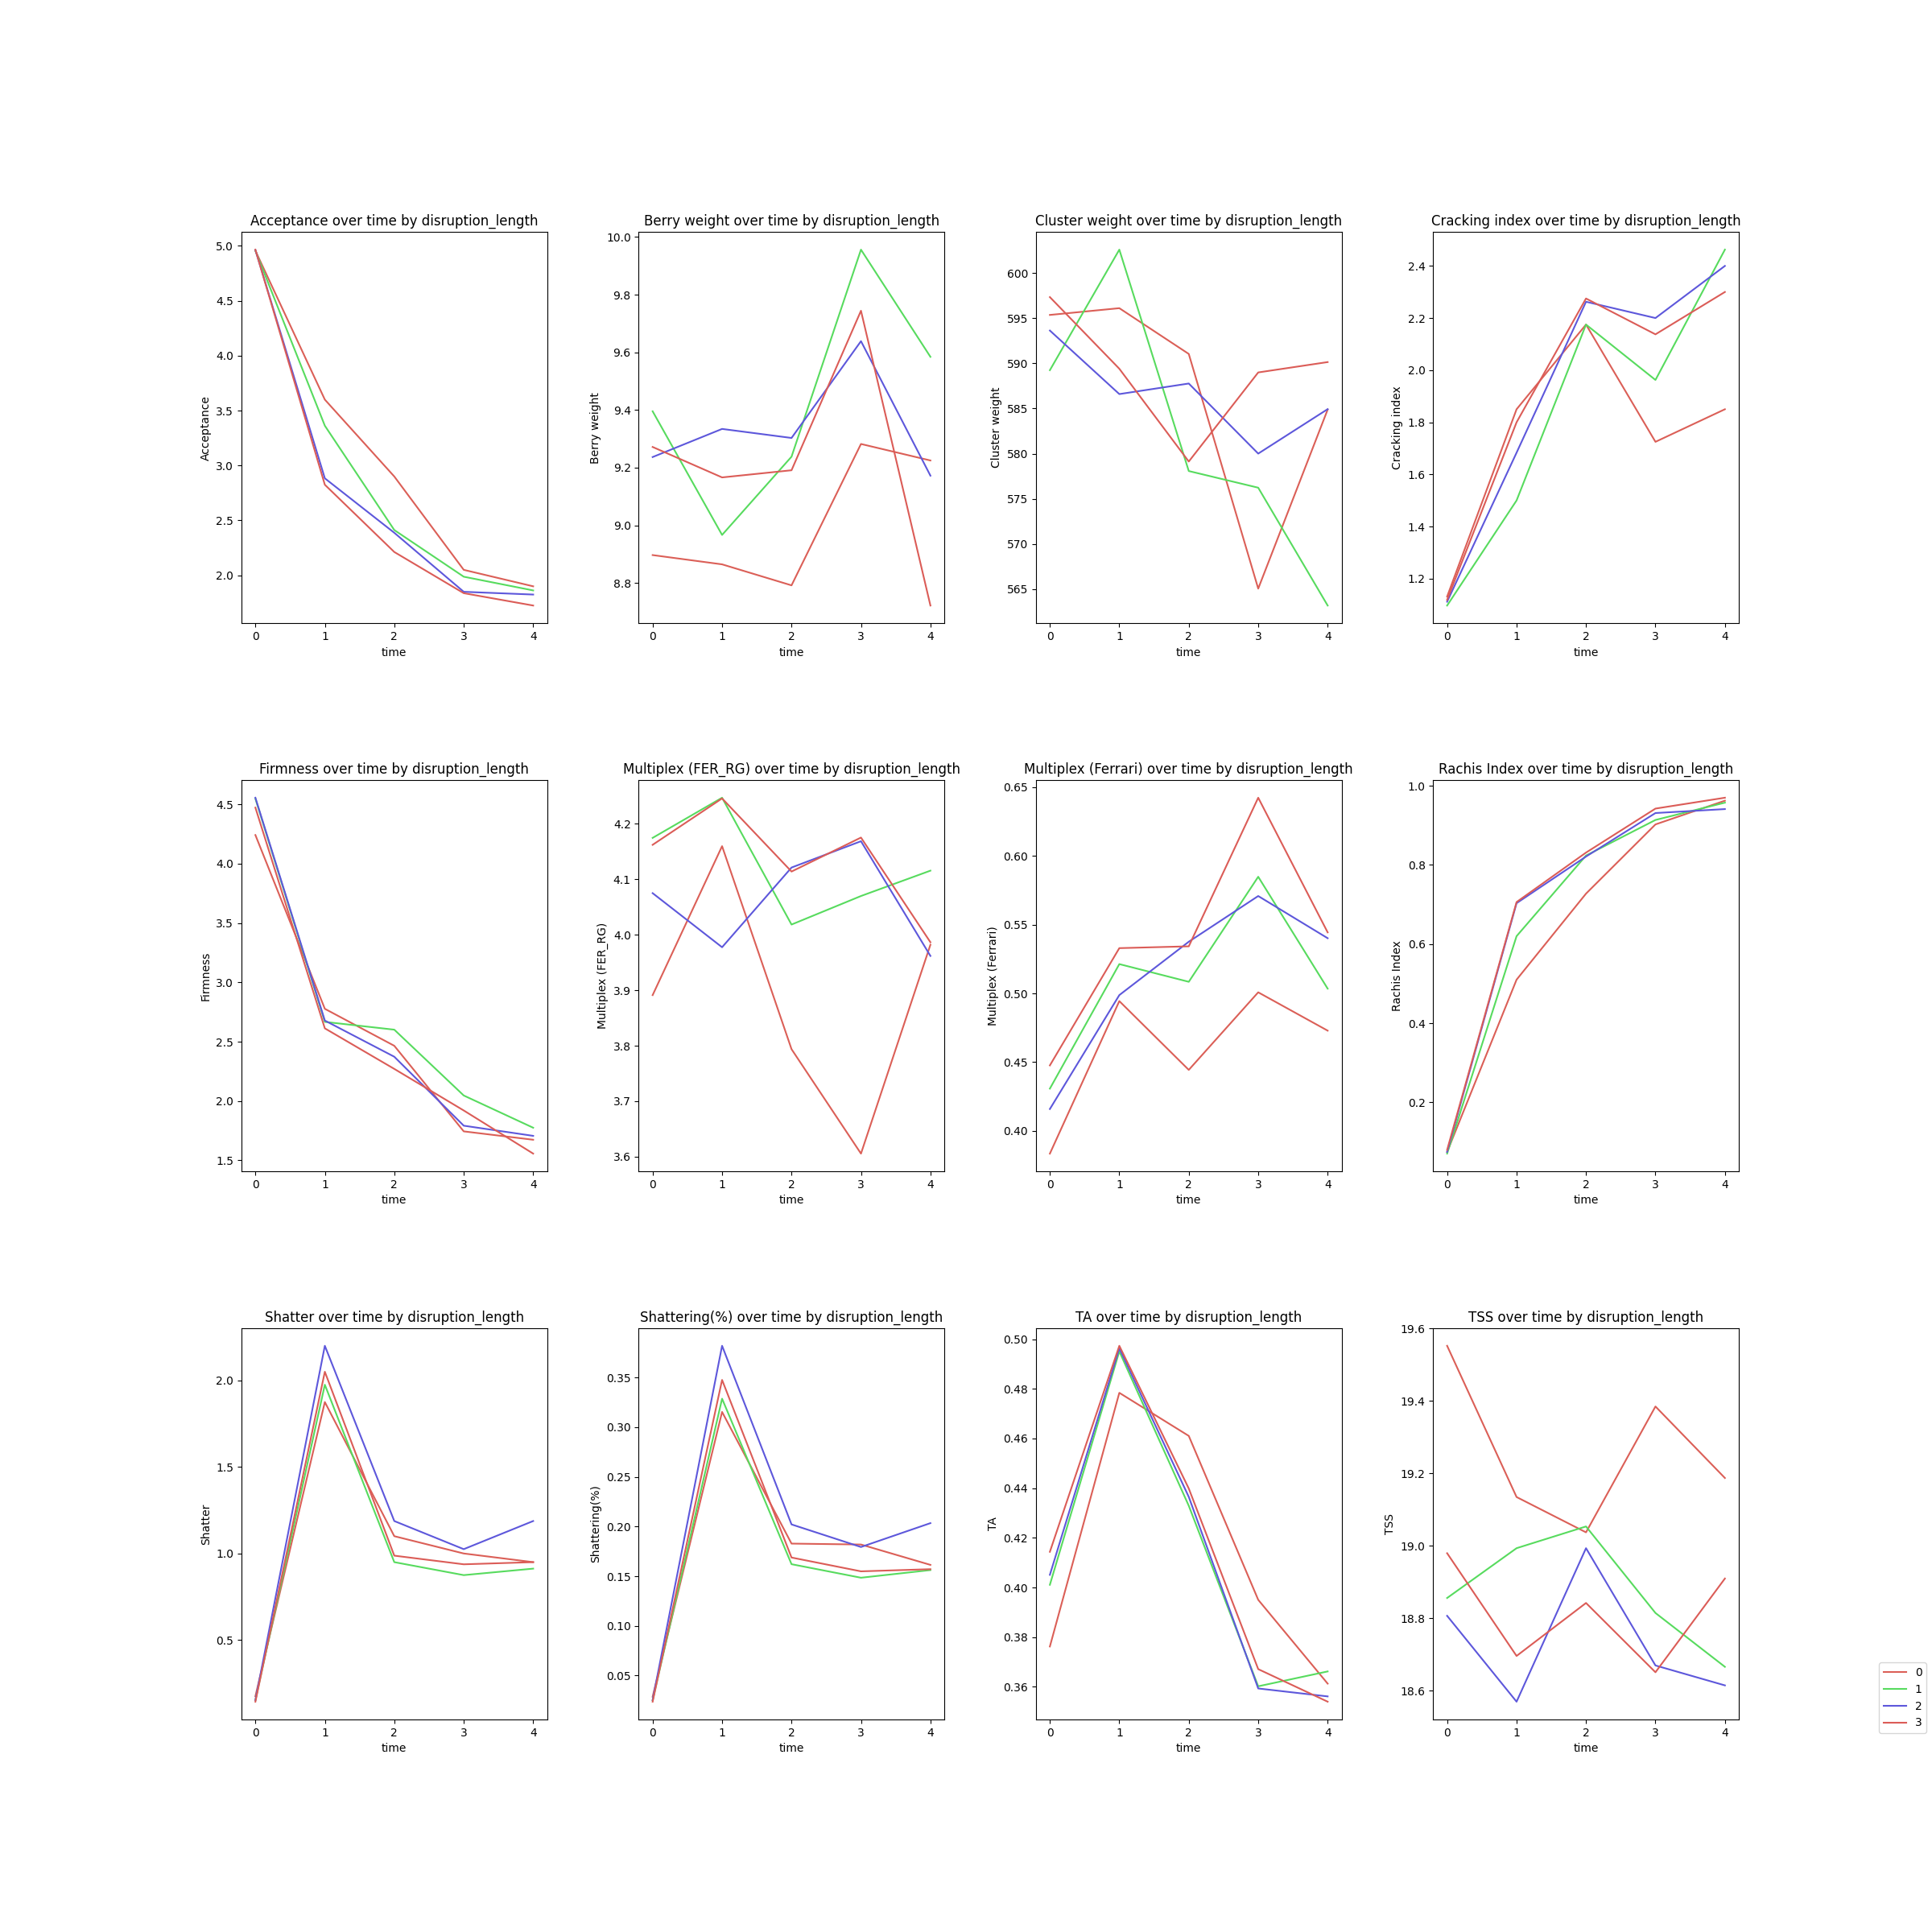 Acceptance over time by disruption_length
Acceptance
5.0
4.5
4.0
3.5
3.0
2.5
2.0
0 1 2 3 4
time
Berry weight over time by disruption_length
Berry weight
10.0
9.8
9.6
9.4
9.2
9.0
8.8
0 1 2 3 4
time
Cluster weight over time by disruption_length
Cluster weight
600
595
590
585
580
575
570
565
0 1 2 3 4
time
Cracking index over time by disruption_length
Cracking index
2.4
2.2
2.0
1.8
1.6
1.4
1.2
0 1 2 3 4
time
Firmness over time by disruption_length
Firmness
4.5
4.0
3.5
3.0
2.5
2.0
1.5
0 1 2 3 4
time
Multiplex (FER_RG) over time by disruption_length
Multiplex (FER_RG)
4.2
4.1
4.0
3.9
3.8
3.7
3.6
0 1 2 3 4
time
Multiplex (Ferrari) over time by disruption_length
Multiplex (Ferrari)
0.65
0.60
0.55
0.50
0.45
0.40
0 1 2 3 4
time
Rachis Index over time by disruption_length
Rachis Index
1.0
0.8
0.6
0.4
0.2
0 1 2 3 4
time
Shatter over time by disruption_length
Shatter
2.0
1.5
1.0
0.5
0 1 2 3 4
time
Shattering(%) over time by disruption_length
Shattering(%)
0.35
0.30
0.25
0.20
0.15
0.10
0.05
0 1 2 3 4
time
TA over time by disruption_length
TA
0.50
0.48
0.46
0.44
0.42
0.40
0.38
0.36
0 1 2 3 4
time
TSS over time by disruption_length
TSS
19.6
19.4
19.2
19.0
18.8
18.6
0 1 2 3 4
time
0
1
2
3